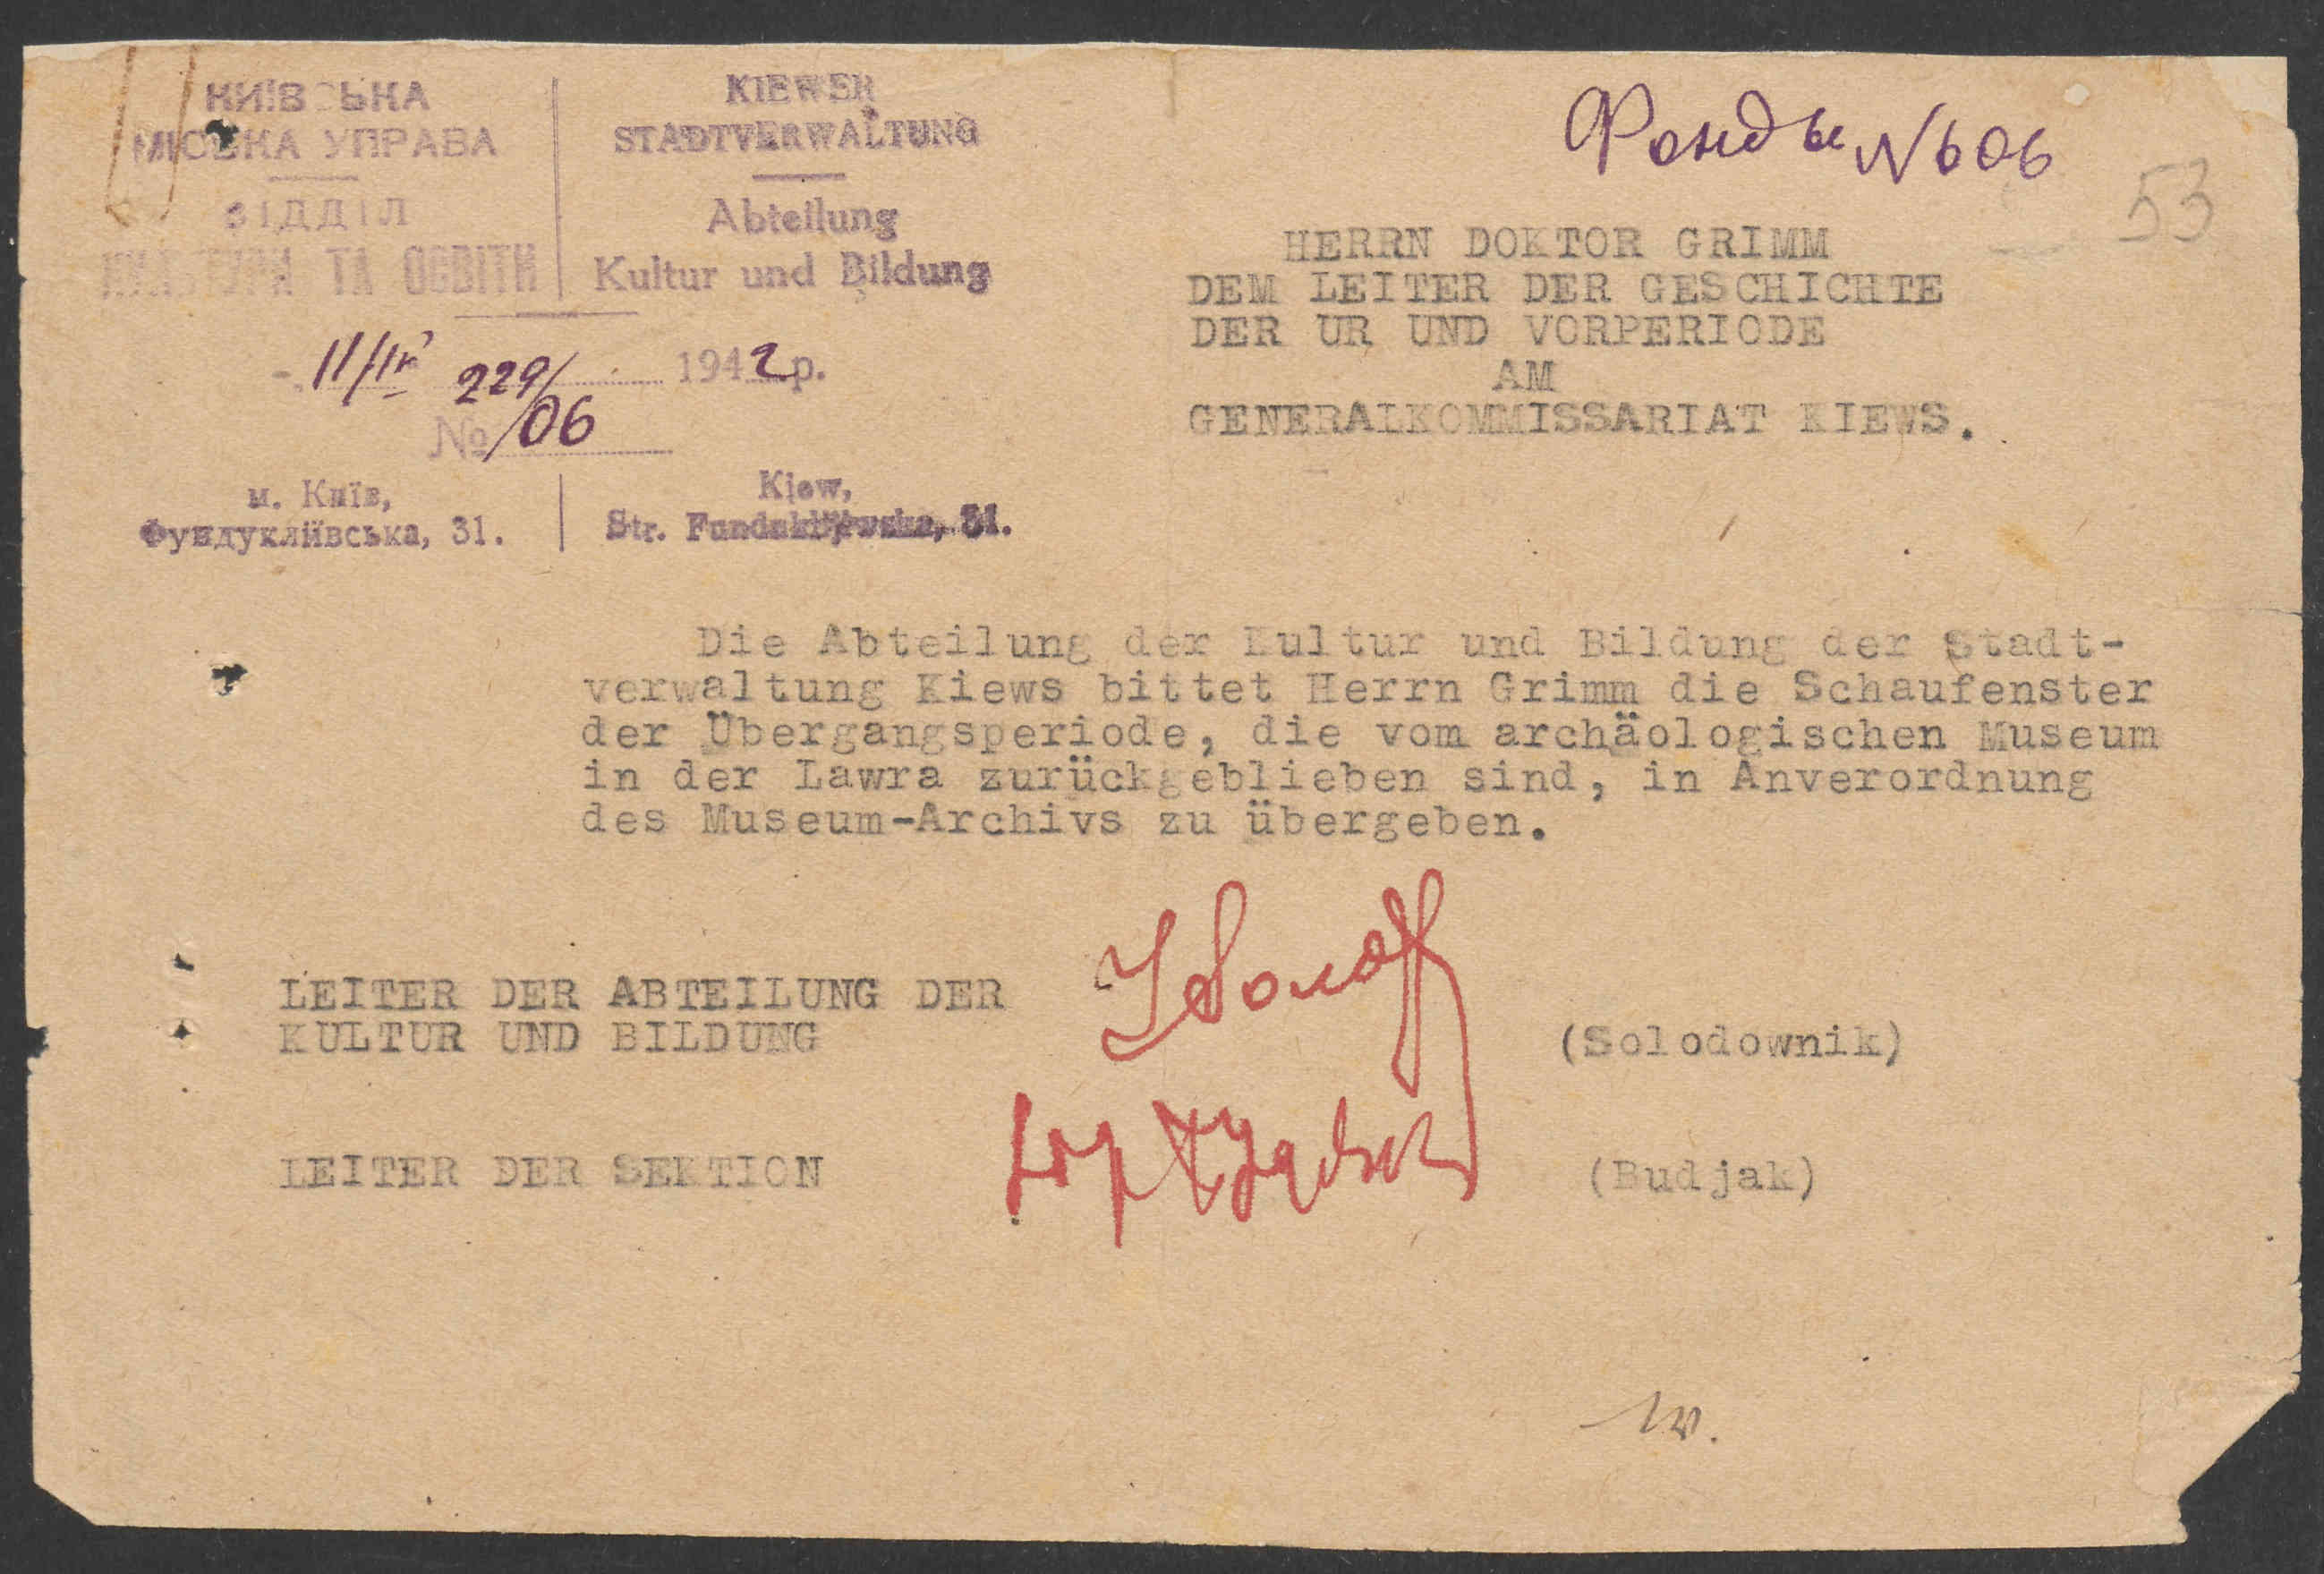 КИЇВСЬКА
МІСЬКА УПРАВА
ВІДДІЛ
КУЛЬТУРИ ТА ОСВІТИ
KIEWER
STADTVERWALTUNG
Abteilung
Kultur und Bildung
11/IV 229/06 1942 р.
№
м. Київ,
Фундукліївська, 31.
Kiew,
Str. Funduklijewska, 31.
Фонды N 606
53
HERRN DOKTOR GRIMM
DEM LEITER DER GESCHICHTE
DER UR UND VORPERIODE
AM
GENERALKOMMISSARIAT KIEWS.
Die Abteilung der Kultur und Bildung der Stadt-
verwaltung Kiews bittet Herrn Grimm die Schaufenster
der Übergangsperiode, die vom archäologischen Museum
in der Lawra zurückgeblieben sind, in Anverordnung
des Museum-Archivs zu übergeben.
LEITER DER ABTEILUNG DER
KULTUR UND BILDUNG
(Solodownik)
LEITER DER SEKTION
(Budjak)